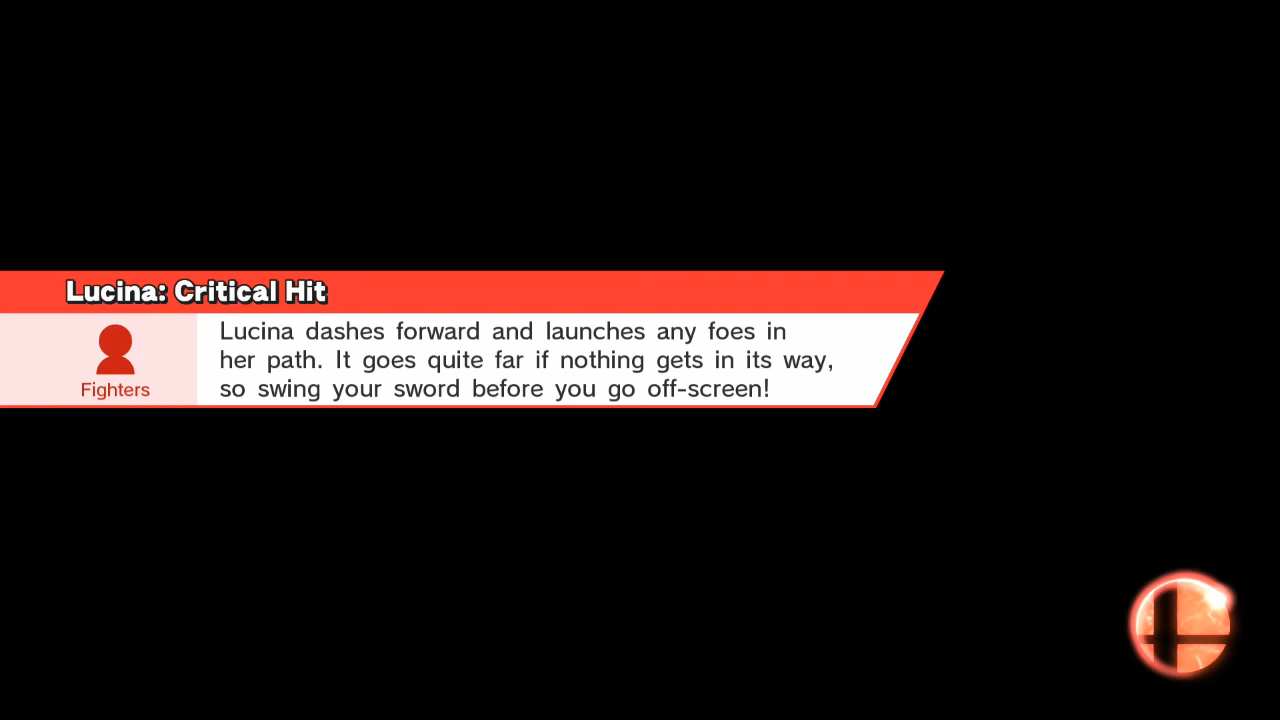 Lucina: Critical Hit
Lucina dashes forward and launches any foes in
her path. It goes quite far if nothing gets in its way,
so swing your sword before you go off-screen!
Fighters